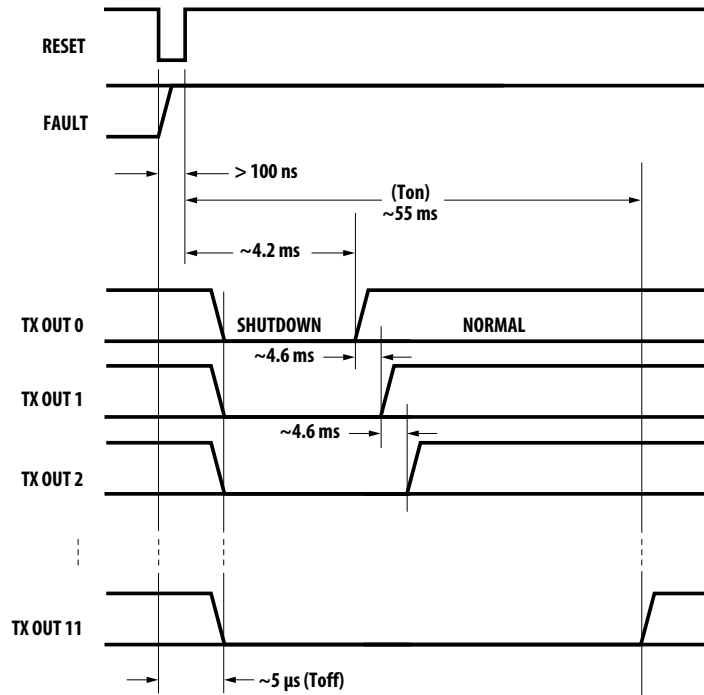 RESET
FAULT
> 100 ns
(Ton)
~55 ms
~4.2 ms
TX OUT 0
SHUTDOWN
NORMAL
~4.6 ms
TX OUT 1
~4.6 ms
TX OUT 2
TX OUT 11
~5 µs (Toff)